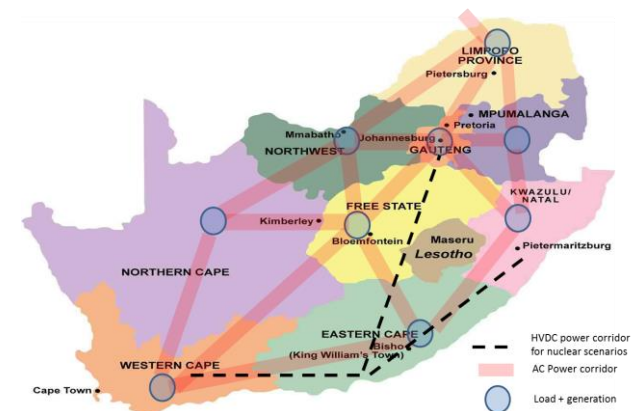 LIMPOPO
PROVINCE
Pietersburg
MPUMALANGA
Pretoria
Mmabatho
Johannesburg
NORTHWEST
GAUTENG
KWAZULU/
NATAL
FREE STATE
Kimberley
Bloemfontein
Maseru
Lesotho
Pietermaritzburg
NORTHERN CAPE
EASTERN CAPE
Bisho
(King William's Town)
WESTERN CAPE
Cape Town
HVDC power corridor
for nuclear scenarios
AC Power corridor
Load + generation